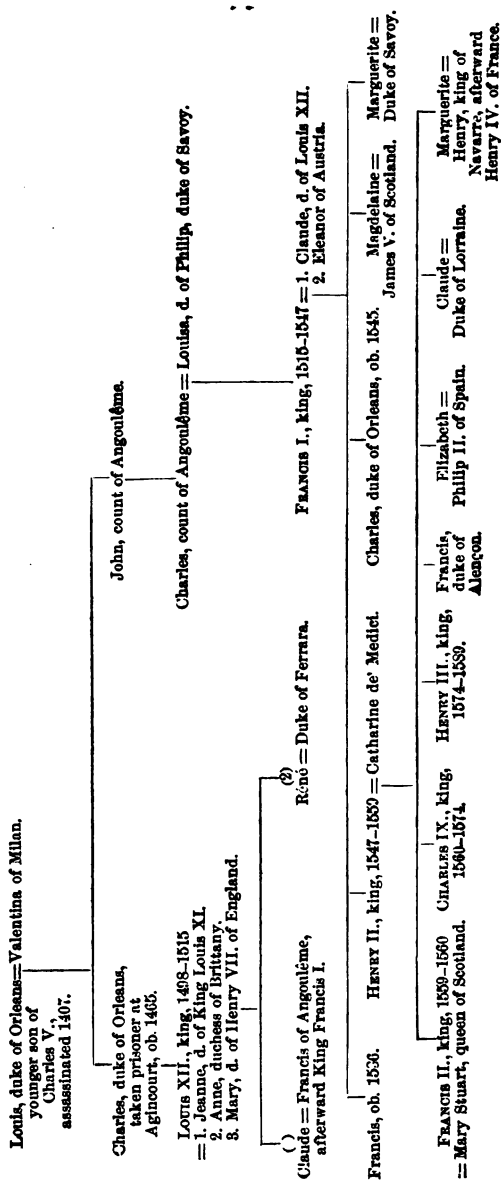 Louis, duke of Orleans=Valentina of Milan.
younger son of
Charles V.,
assassinated 1407.
Charles, duke of Orleans,
taken prisoner at
Agincourt, ob. 1465.
John, count of Angoulême.
LOUIS XII., king, 1498–1515
= 1. Jeanne, d. of King Louis XI.
2. Anne, duchess of Brittany.
3. Mary, d. of Henry VII. of England.
Charles, count of Angoulême = Louisa, d. of Philip, duke of Savoy.
( )
Claude = Francis of Angoulême,
afterward King Francis I.
(2)
Réné = Duke of Ferrara.
FRANCIS I., king, 1515–1547 = 1. Claude, d. of Louis XII.
2. Eleanor of Austria.
Francis, ob. 1536.
HENRY II., king, 1547–1559 = Catharine de' Medici.
Charles, duke of Orleans, ob. 1545.
Magdelaine =
James V. of Scotland.
Marguerite =
Duke of Savoy.
FRANCIS II., king, 1559–1560
= Mary Stuart, queen of Scotland.
CHARLES IX., king,
1560–1574.
HENRY III., king,
1574–1589.
Francis,
duke of
Alençon.
Elizabeth =
Philip II. of Spain.
Claude =
Duke of Lorraine.
Marguerite =
Henry, king of
Navarre, afterward
Henry IV. of France.